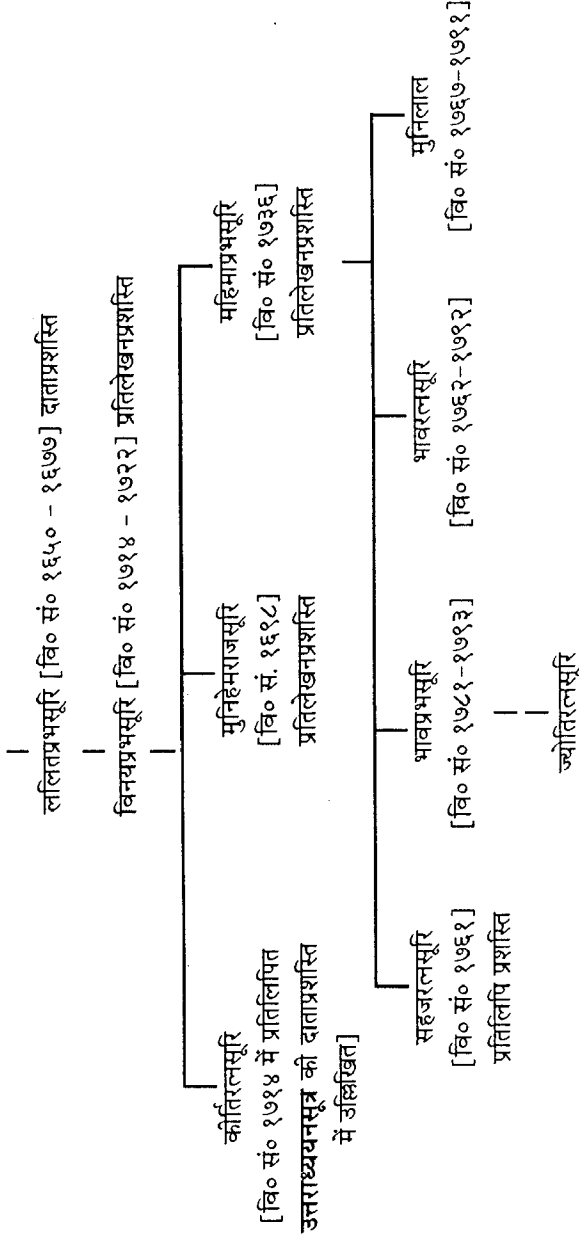 ललितप्रभसूरि [वि० सं० १६५० - १६७७] दाताप्रशस्ति
विनयप्रभसूरि [वि० सं० १७१४ - १७२२] प्रतिलेखनप्रशस्ति
कीर्तिरत्नसूरि
[वि० सं० १७१४ में प्रतिलिपित
उत्तराध्ययनसूत्र की दाताप्रशस्ति
में उल्लिखित]
मुनिहेमराजसूरि
[वि० सं. १६९८]
प्रतिलेखनप्रशस्ति
महिमाप्रभसूरि
[वि० सं० १७३६]
प्रतिलेखनप्रशस्ति
सहजरत्नसूरि
[वि० सं० १७६१]
प्रतिलिपि प्रशस्ति
भावप्रभसूरि
[वि० सं० १७८१-१७९३]
ज्योतिरत्नसूरि
भावरत्नसूरि
[वि० सं० १७६२-१७९२]
मुनिलाल
[वि० सं० १७६७-१७९१]